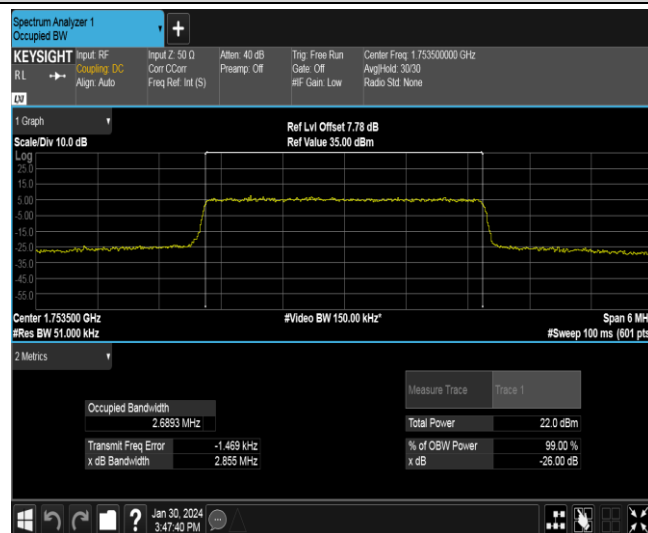 Spectrum Analyzer 1
Occupied BW
+
KEYSIGHT Input: RF Input Z: 50 Ω Atten: 40 dB Trig: Free Run Center Freq: 1.753500000 GHz
RL Coupling: DC Corr CCorr Preamp: Off Gate: Off Avg|Hold: 30/30
Align: Auto Freq Ref: Int (S) #IF Gain: Low Radio Std: None
LXI
1 Graph Ref Lvl Offset 7.78 dB
Scale/Div 10.0 dB Ref Value 35.00 dBm
Log
25.0
15.0
5.00
-5.00
-15.0
-25.0
-35.0
-45.0
-55.0
Center 1.753500 GHz #Video BW 150.00 kHz* Span 6 MH
#Res BW 51.000 kHz #Sweep 100 ms (601 pts
2 Metrics
Measure Trace Trace 1
Occupied Bandwidth
2.6893 MHz Total Power 22.0 dBm
Transmit Freq Error -1.469 kHz % of OBW Power 99.00 %
x dB Bandwidth 2.855 MHz x dB -26.00 dB
? Jan 30, 2024
3:47:40 PM